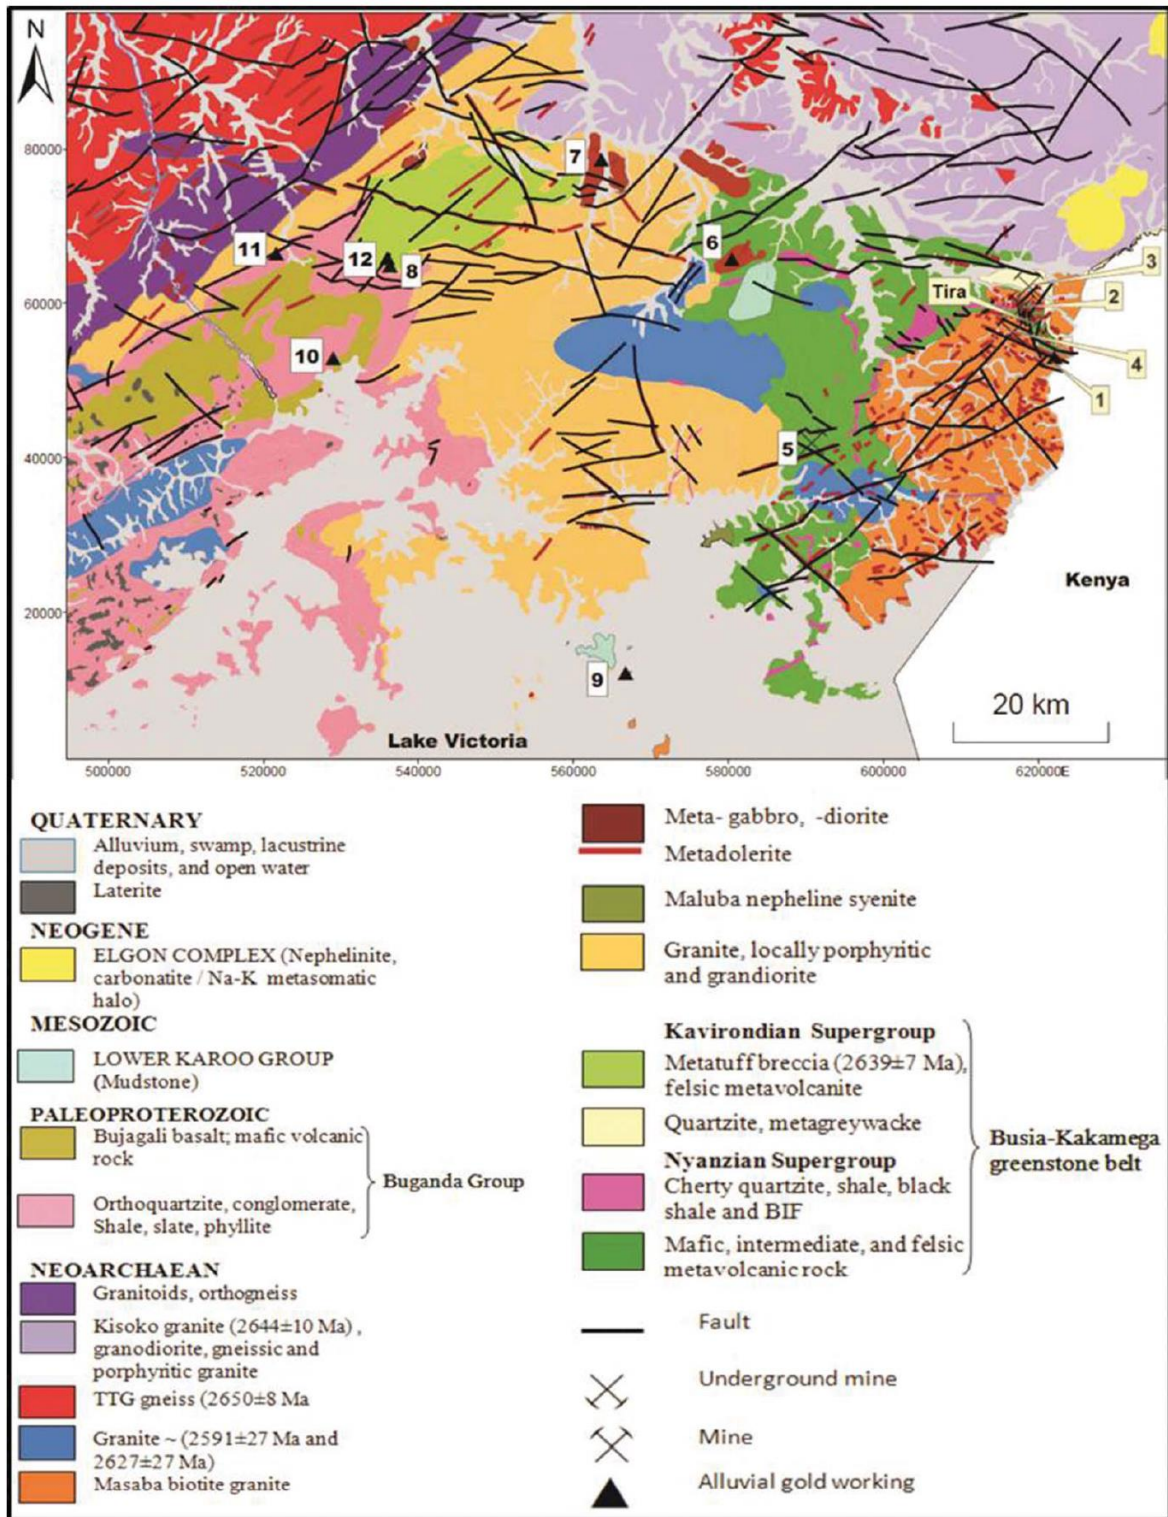 N
80000
60000
40000
20000
7
6
11
12
8
3
Tira
2
10
4
1
5
Kenya
9
20 km
Lake Victoria
500000
520000
540000
560000
580000
600000
620000E
QUATERNARY
Alluvium, swamp, lacustrine
deposits, and open water
Laterite
NEOGENE
ELGON COMPLEX (Nephelinite,
carbonatite / Na-K metasomatic
halo)
MESOZOIC
LOWER KAROO GROUP
(Mudstone)
PALEOPROTEROZOIC
Bujagali basalt; mafic volcanic
rock
Buganda Group
Orthoquartzite, conglomerate,
Shale, slate, phyllite
NEOARCHAEAN
Granitoids, orthogneiss
Kisoko granite (2644±10 Ma) ,
granodiorite, gneissic and
porphyritic granite
TTG gneiss (2650±8 Ma
Granite ~ (2591±27 Ma and
2627±27 Ma)
Masaba biotite granite
Meta- gabbro, -diorite
Metadolerite
Maluba nepheline syenite
Granite, locally porphyritic
and grandiorite
Kavirondian Supergroup
Metatuff breccia (2639±7 Ma),
felsic metavolcanite
Quartzite, metagreywacke
Nyanzian Supergroup
Cherty quartzite, shale, black
shale and BIF
Mafic, intermediate, and felsic
metavolcanic rock
Busia-Kakamega
greenstone belt
Fault
Underground mine
Mine
Alluvial gold working